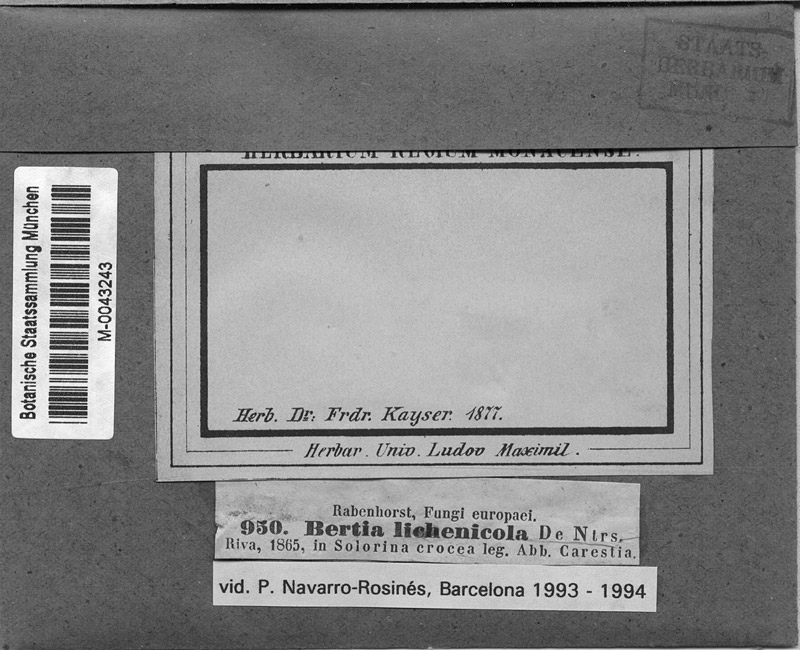 STAATS
HERBARIUM REGIUM MONACENSE.
Botanische Staatssammlung München
M-0043243
Herb. Dr. Frdr. Kayser. 1877.
Herbar. Univ. Ludov Maximil.
Rabenhorst, Fungi europaei.
950. Bertia lichenicola De Ntrs.
Riva, 1865, in Solorina crocea leg. Abb. Carestia.
vid. P. Navarro-Rosinés, Barcelona 1993 - 1994